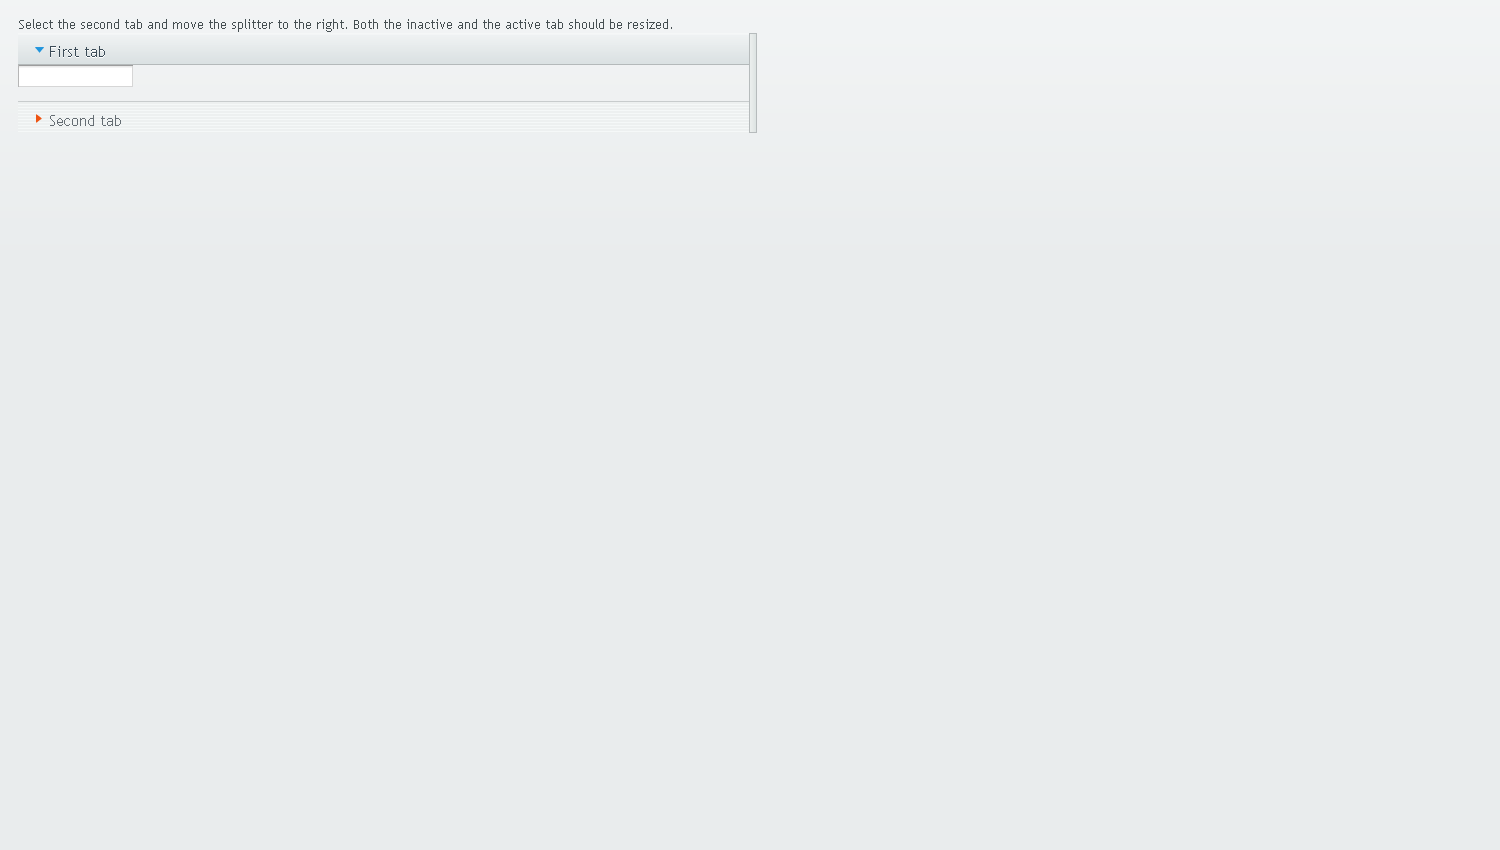 Select the second tab and move the splitter to the right. Both the inactive and the active tab should be resized.
First tab
Second tab